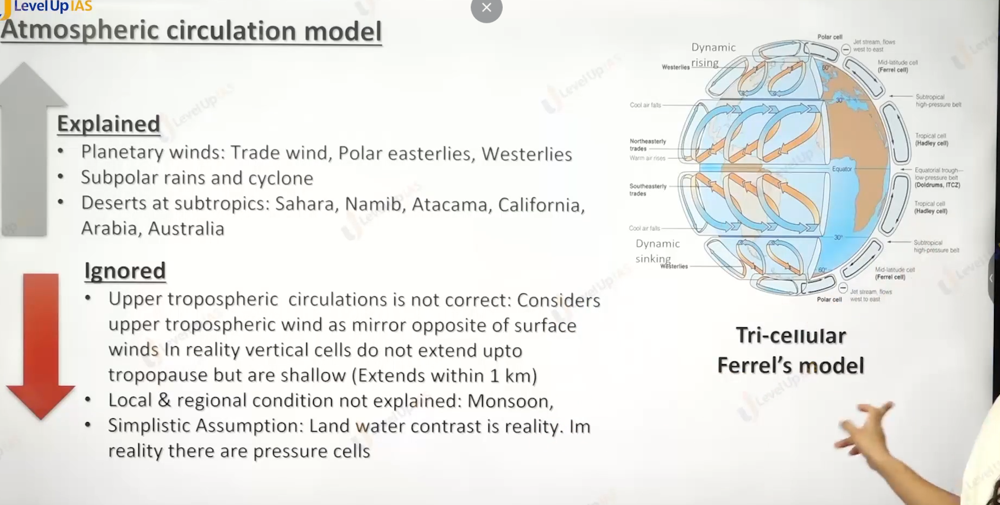 LevelUp IAS
Atmospheric circulation model
Explained
• Planetary winds: Trade wind, Polar easterlies, Westerlies
• Subpolar rains and cyclone
• Deserts at subtropics: Sahara, Namib, Atacama, California,
Arabia, Australia
Ignored
• Upper tropospheric circulations is not correct: Considers
upper tropospheric wind as mirror opposite of surface
winds In reality vertical cells do not extend upto
tropopause but are shallow (Extends within 1 km)
• Local & regional condition not explained: Monsoon,
• Simplistic Assumption: Land water contrast is reality. Im
reality there are pressure cells
Polar cell
Jet stream, flows
west to east
Dynamic
rising
Westerlies
60°
Mid-latitude cell
(Ferrel cell)
Cool air falls
30°
Subtropical
high-pressure belt
Northeasterly
trades
Warm air rises
Tropical cell
(Hadley cell)
Equator
Equatorial trough—
low-pressure belt
(Doldrums, ITCZ)
Southeasterly
trades
Tropical cell
(Hadley cell)
Cool air falls
30°
Dynamic
sinking
Subtropical
high-pressure belt
Westerlies
60°
Mid-latitude cell
(Ferrel cell)
Polar cell
Jet stream, flows
west to east
Tri-cellular
Ferrel's model